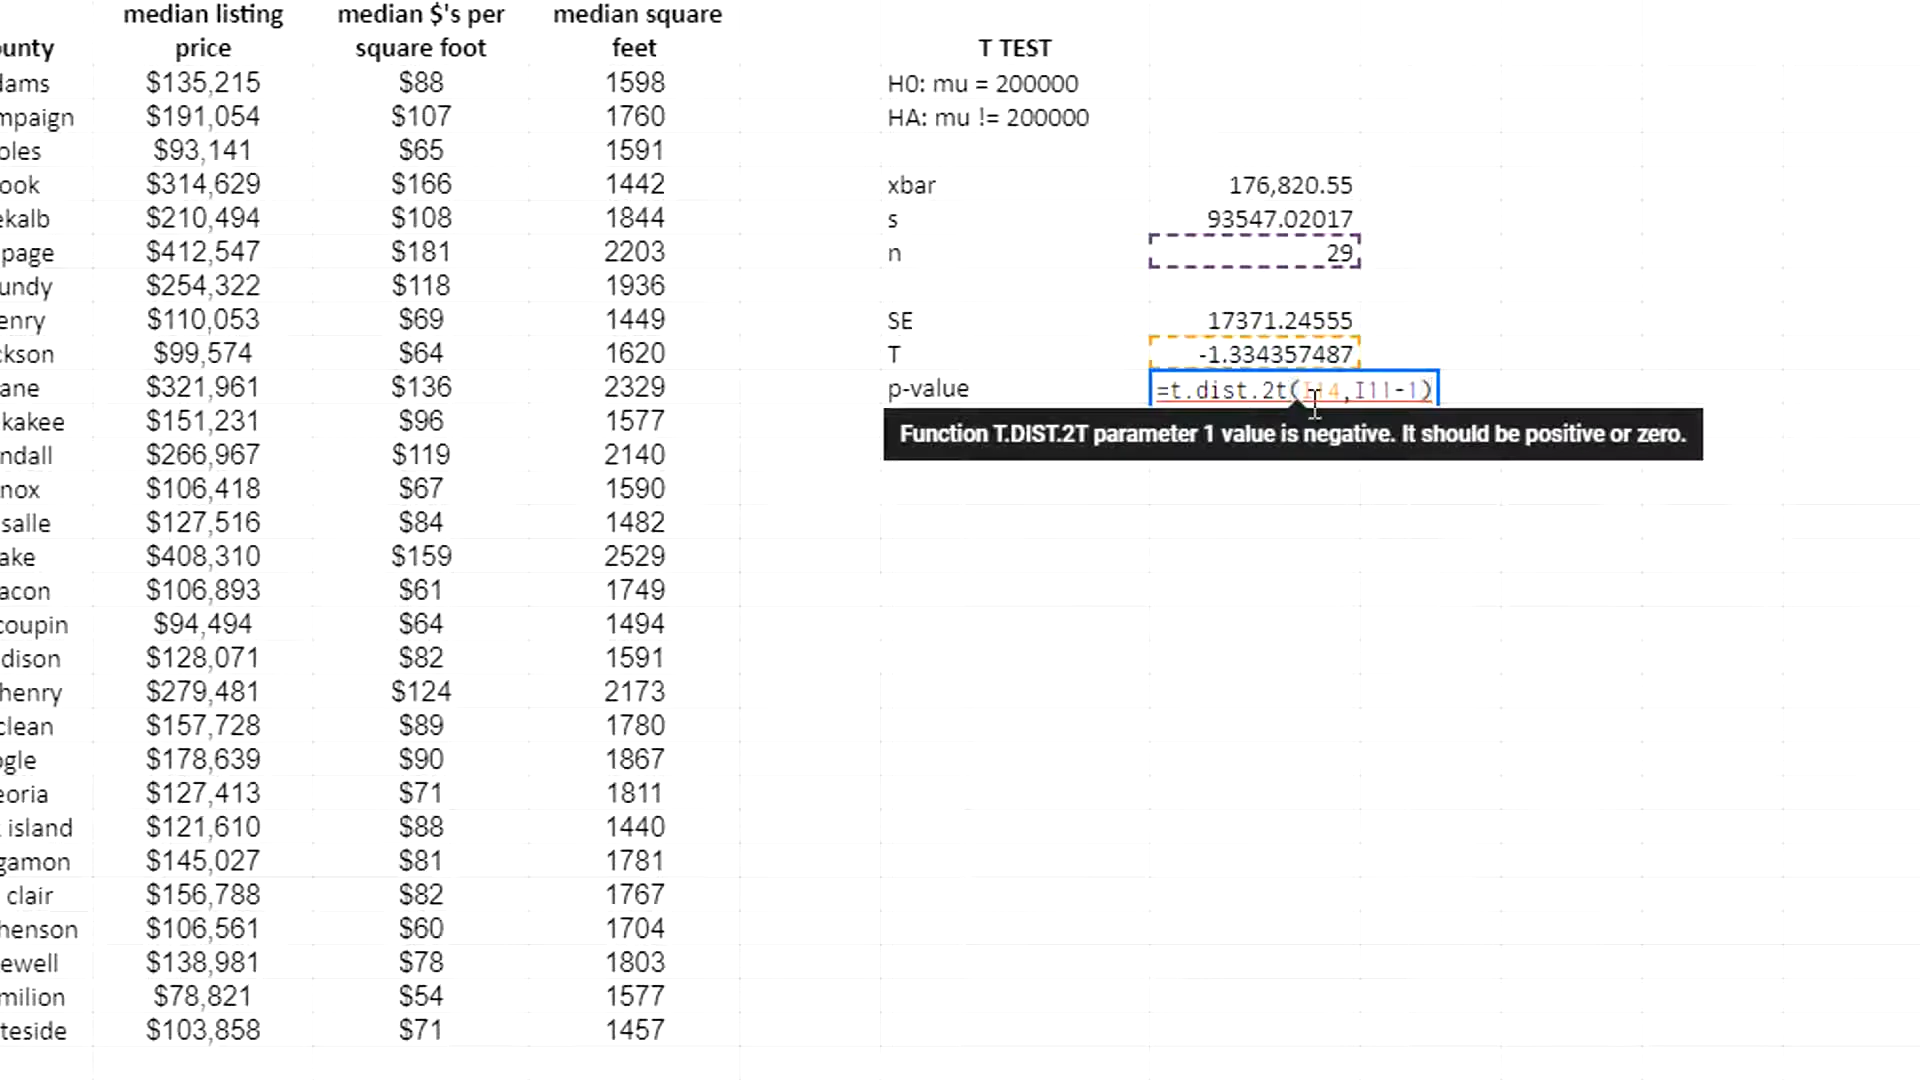 median listing price median $'s per square foot median square feet
ounty T TEST
dams $135,215 $88 1598 H0: mu = 200000
mpaign $191,054 $107 1760 HA: mu != 200000
oles $93,141 $65 1591
ook $314,629 $166 1442 xbar 176,820.55
ekalb $210,494 $108 1844 s 93547.02017
page $412,547 $181 2203 n 29
undy $254,322 $118 1936
enry $110,053 $69 1449 SE 17371.24555
ckson $99,574 $64 1620 T -1.334357487
ane $321,961 $136 2329 p-value =t.dist.2t(I14,I11-1)
kakee $151,231 $96 1577 Function T.DIST.2T parameter 1 value is negative. It should be positive or zero.
ndall $266,967 $119 2140
nox $106,418 $67 1590
salle $127,516 $84 1482
ake $408,310 $159 2529
acon $106,893 $61 1749
coupin $94,494 $64 1494
dison $128,071 $82 1591
henry $279,481 $124 2173
clean $157,728 $89 1780
ogle $178,639 $90 1867
eoria $127,413 $71 1811
island $121,610 $88 1440
gamon $145,027 $81 1781
clair $156,788 $82 1767
henson $106,561 $60 1704
ewell $138,981 $78 1803
milion $78,821 $54 1577
teside $103,858 $71 1457